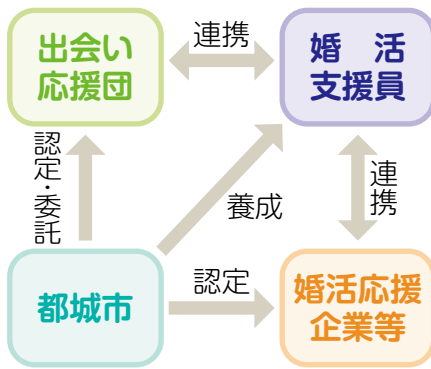 出会い
応援団
連携
婚 活
支援員
認定・委託
養成
連携
都城市
認定
婚活応援
企業等